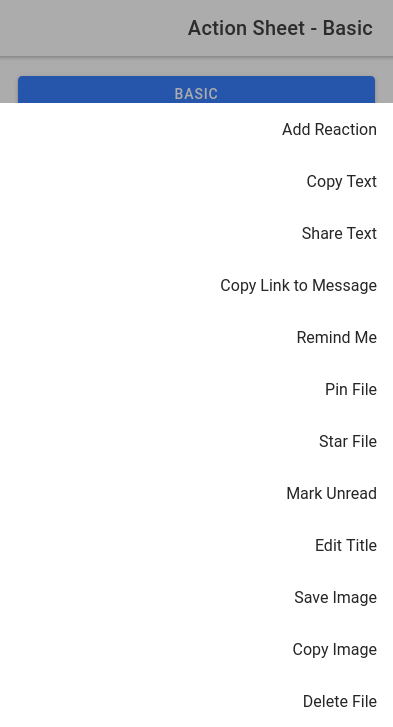 Action Sheet - Basic
BASIC
Add Reaction
Copy Text
Share Text
Copy Link to Message
Remind Me
Pin File
Star File
Mark Unread
Edit Title
Save Image
Copy Image
Delete File